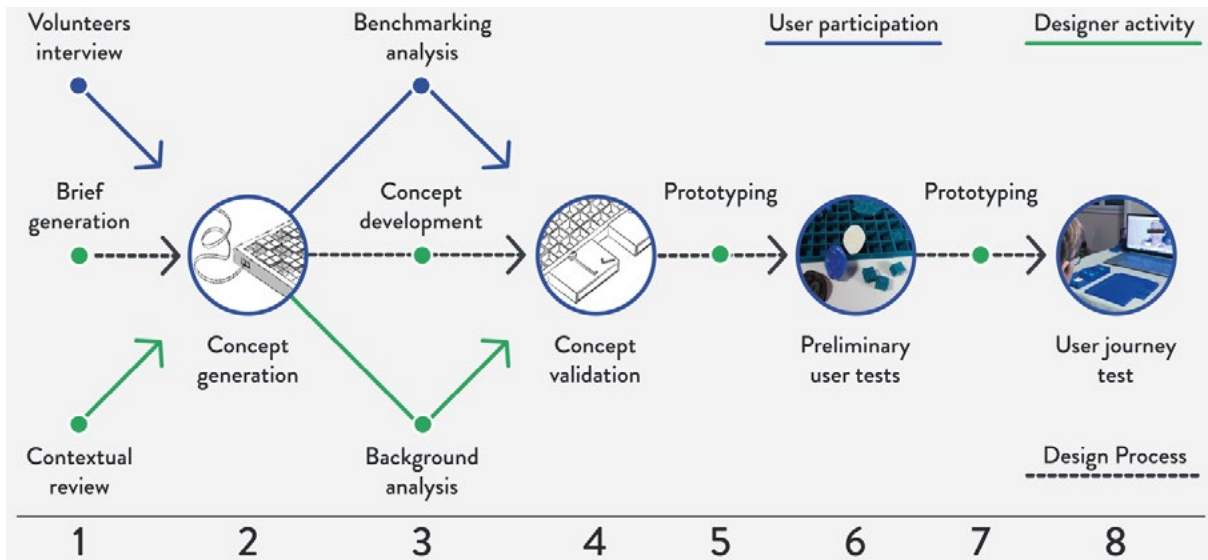 Volunteers
interview
Benchmarking
analysis
User participation
Designer activity
Brief
generation
Concept
development
Prototyping
Prototyping
Concept
generation
Concept
validation
Preliminary
user tests
User journey
test
Contextual
review
Background
analysis
Design Process
1 2 3 4 5 6 7 8